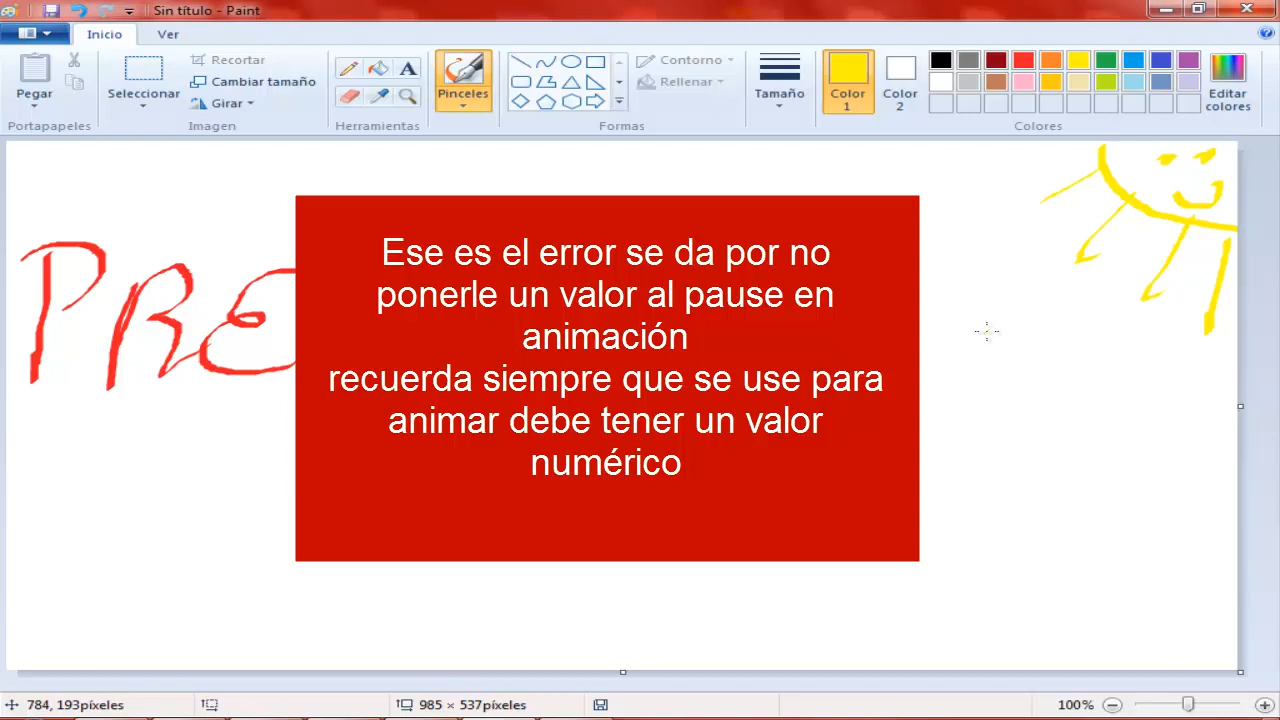 Sin título - Paint
Inicio
Ver
Pegar
Portapapeles
Seleccionar
Recortar
Cambiar tamaño
Girar
Imagen
A
Herramientas
Pinceles
Contorno
Rellenar
Formas
Tamaño
Color
1
Color
2
Editar
colores
Colores
PRE
Ese es el error se da por no
ponerle un valor al pause en
animación
recuerda siempre que se use para
animar debe tener un valor
numérico
784, 193píxeles
985 × 537píxeles
100%